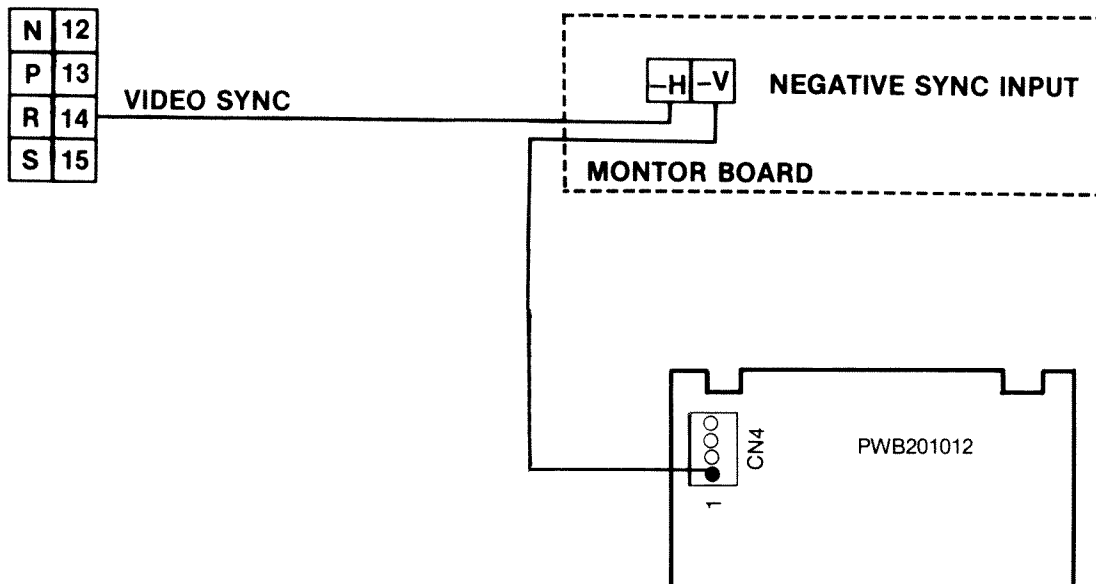 N 12
P 13
R 14
S 15
VIDEO SYNC
-H -V
NEGATIVE SYNC INPUT
MONTOR BOARD
CN4
1
PWB201012